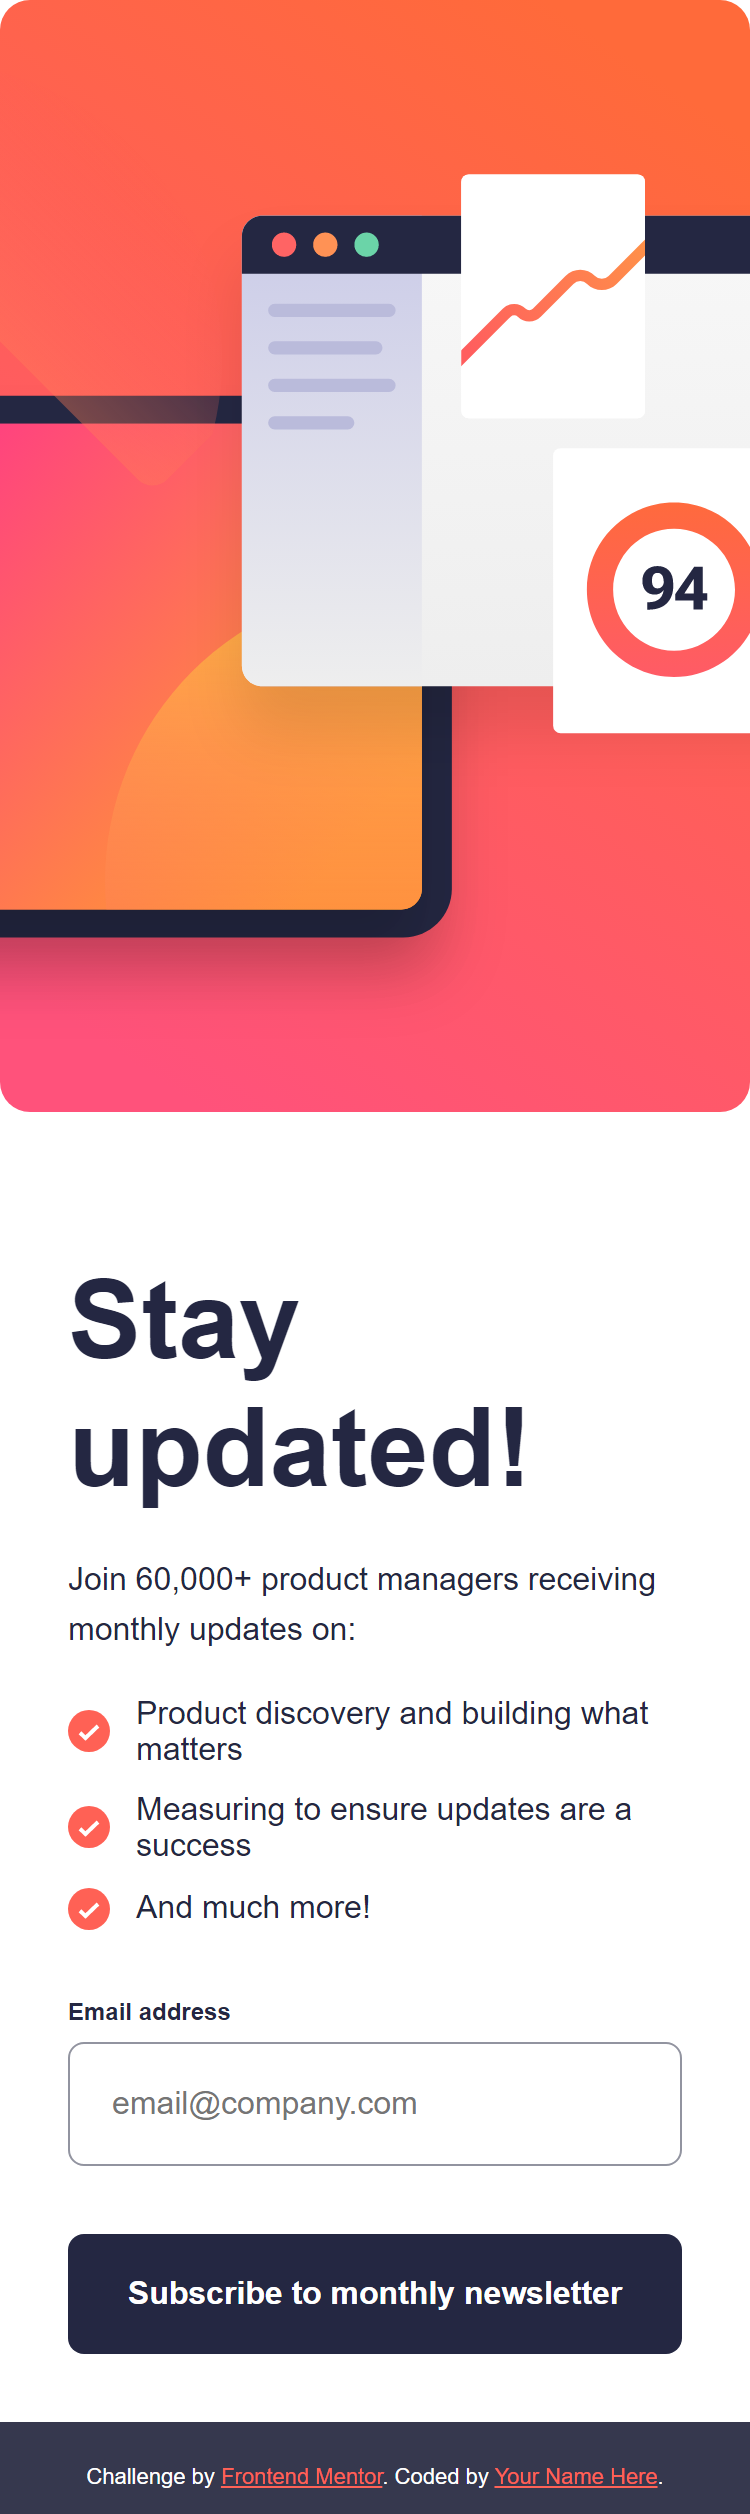 94
Stay
updated!
Join 60,000+ product managers receiving
monthly updates on:
Product discovery and building what
matters
Measuring to ensure updates are a
success
And much more!
Email address
email@company.com
Subscribe to monthly newsletter
Challenge by Frontend Mentor. Coded by Your Name Here.